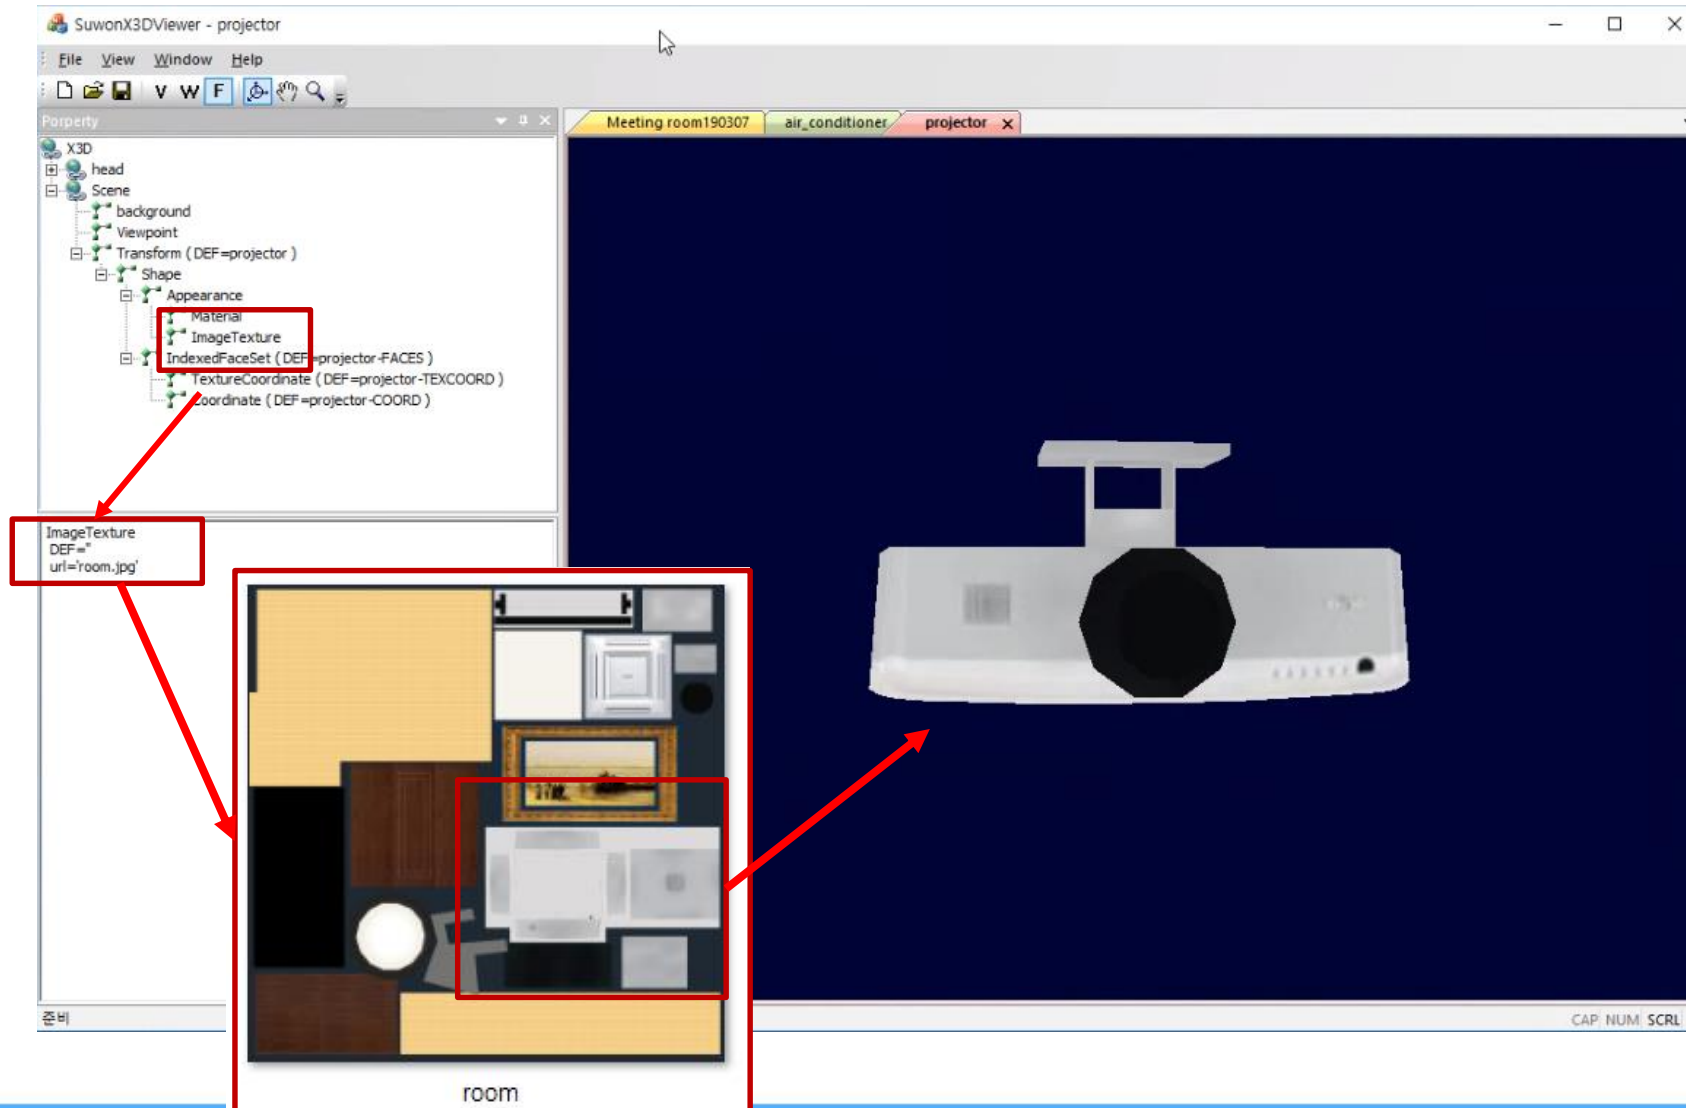 SuwonX3DViewer - projector
File View Window Help
V W F
Porperty
Meeting room190307 air_conditioner projector x
X3D
head
Scene
background
Viewpoint
Transform ( DEF=projector )
Shape
Appearance
Material
ImageTexture
IndexedFaceSet ( DEF=projector-FACES )
TextureCoordinate ( DEF=projector-TEXCOORD )
Coordinate ( DEF=projector-COORD )
ImageTexture
DEF=''
url='room.jpg'
준비
CAP NUM SCRL
room